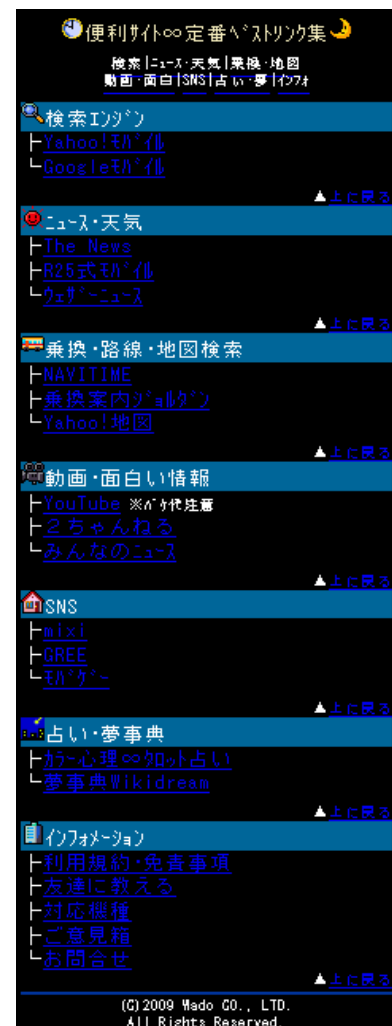 便利ｻｲﾄ∞定番ﾍﾞｽﾄﾘﾝｸ集
検索|ﾆｭｰｽ・天気|乗換・地図
動画・面白|SNS|占い・夢|ｲﾝﾌｫ
検索ｴﾝｼﾞﾝ
├Yahoo!ﾓﾊﾞｲﾙ
└Googleﾓﾊﾞｲﾙ
▲上に戻る
ﾆｭｰｽ・天気
├The News
├R25式ﾓﾊﾞｲﾙ
└ｳｪｻﾞｰﾆｭｰｽ
▲上に戻る
乗換・路線・地図検索
├NAVITIME
├乗換案内ｼﾞｮﾙﾀﾞﾝ
└Yahoo!地図
▲上に戻る
動画・面白い情報
├YouTube ※ﾊﾟｹ代注意
├２ちゃんねる
└みんなのﾆｭｰｽ
▲上に戻る
SNS
├mixi
├GREE
└ﾓﾊﾞｹﾞｰ
▲上に戻る
占い・夢事典
├ｶﾗｰ心理∞ﾀﾛｯﾄ占い
└夢事典Wikidream
▲上に戻る
ｲﾝﾌｫﾒｰｼｮﾝ
├利用規約・免責事項
├友達に教える
├対応機種
├ご意見箱
└お問合せ
▲上に戻る
(C)2009 Wado CO., LTD.
All Rights Reserved.